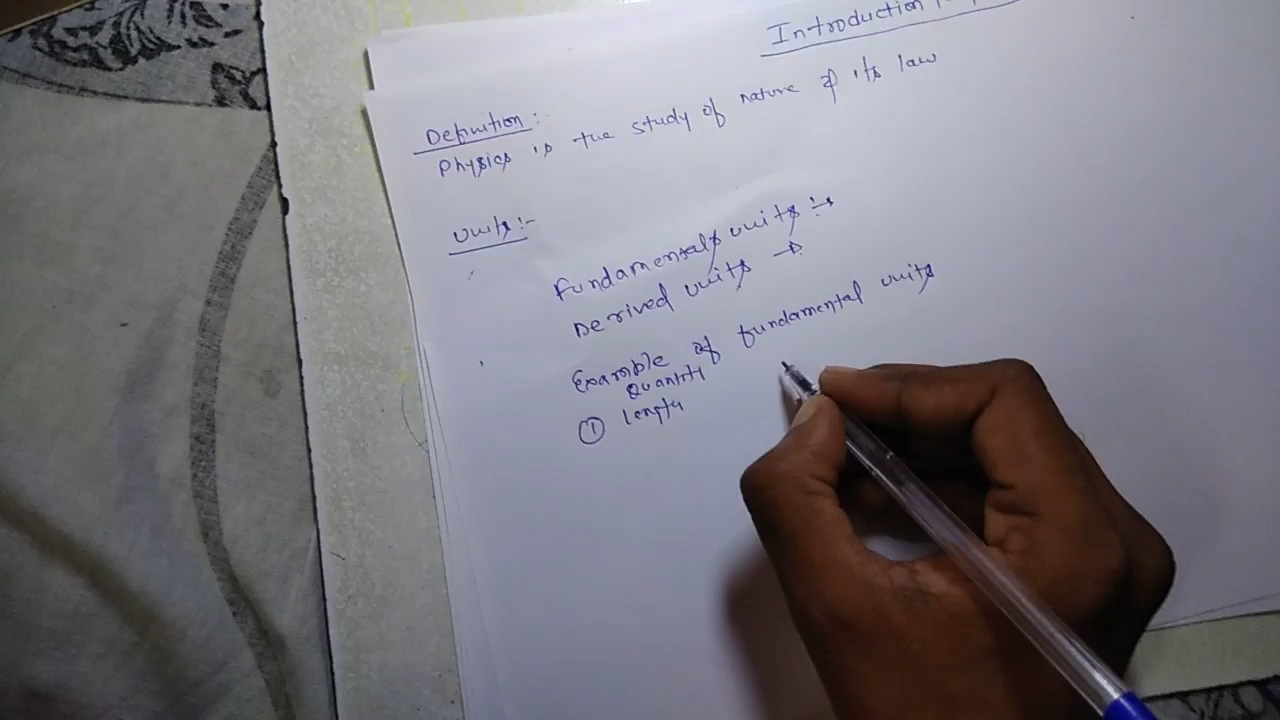 Introduction
Definition:-
Physics is the study of nature & its law
Units:-
Fundamentals units :→
Derived units →
Example of fundamental units
Quantity
① length